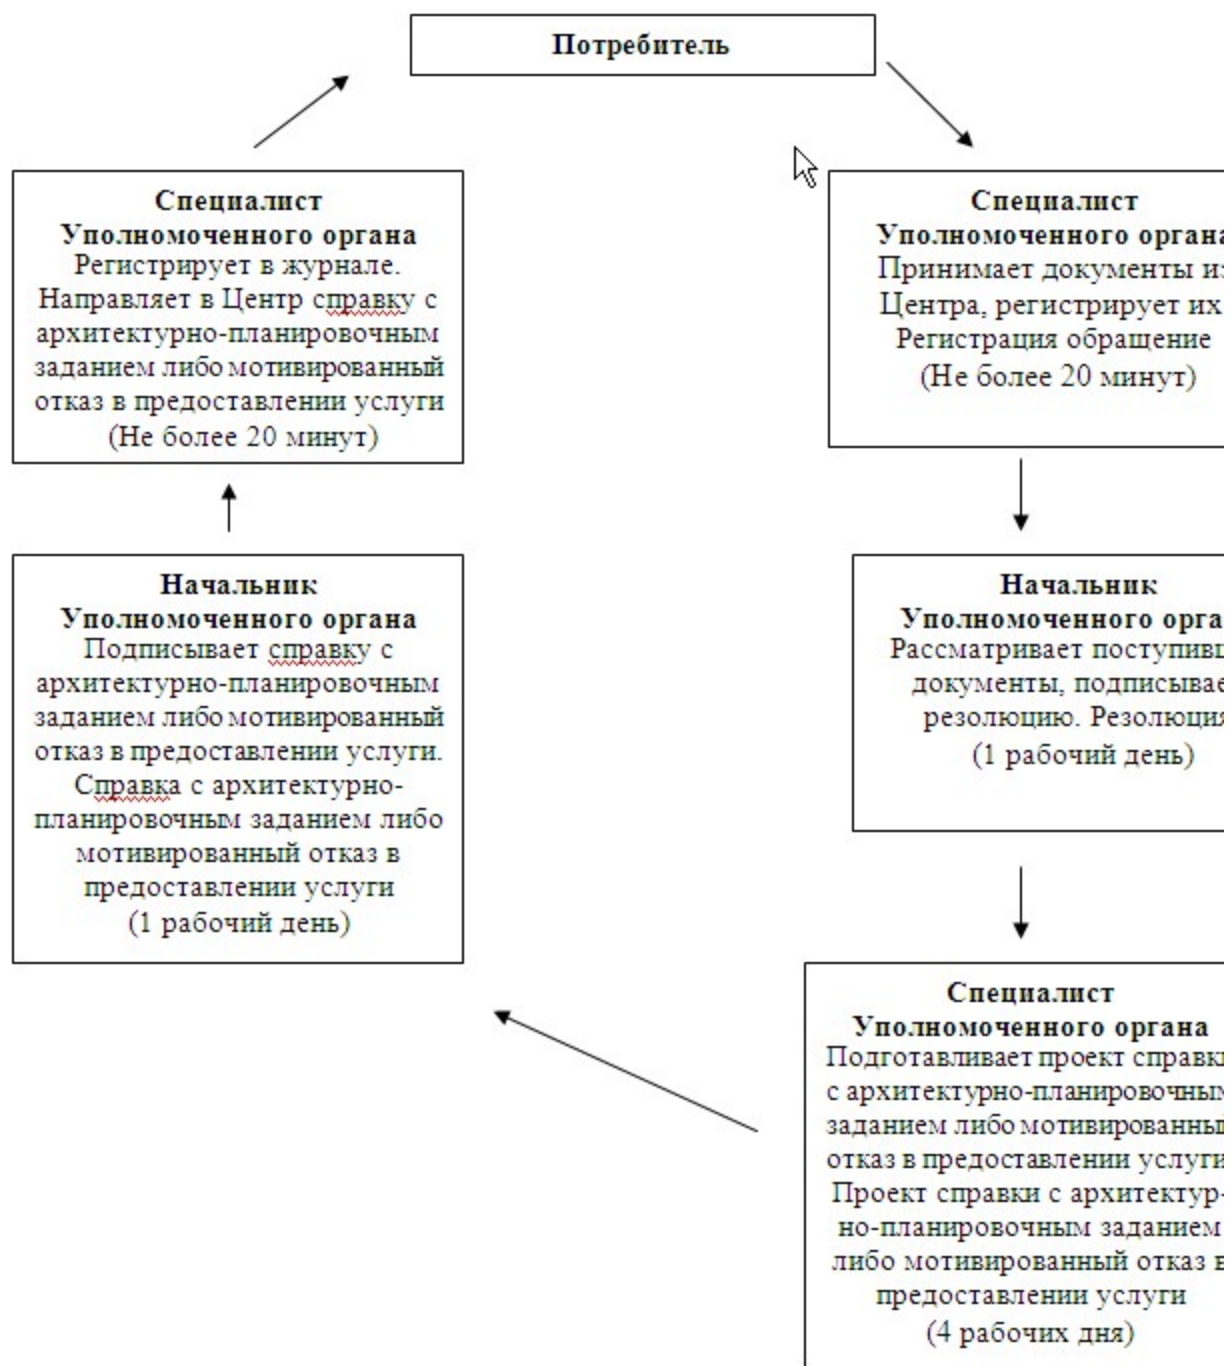 Потребитель
Специалист
Уполномоченного органа
Регистрирует в журнале.
Направляет в Центр справку с
архитектурно-планировочным
заданием либо мотивированный
отказ в предоставлении услуги
(Не более 20 минут)
Специалист
Уполномоченного органа
Принимает документы из
Центра, регистрирует их
Регистрация обращение
(Не более 20 минут)
Начальник
Уполномоченного органа
Подписывает справку с
архитектурно-планировочным
заданием либо мотивированный
отказ в предоставлении услуги.
Справка с архитектурно-
планировочным заданием либо
мотивированный отказ в
предоставлении услуги
(1 рабочий день)
Начальник
Уполномоченного орга
Рассматривает поступивш
документы, подписывае
резолюцию. Резолюция
(1 рабочий день)
Специалист
Уполномоченного органа
Подготавливает проект справки
с архитектурно-планировочным
заданием либо мотивированный
отказ в предоставлении услуги
Проект справки с архитектур-
но-планировочным заданием
либо мотивированный отказ в
предоставлении услуги
(4 рабочих дня)